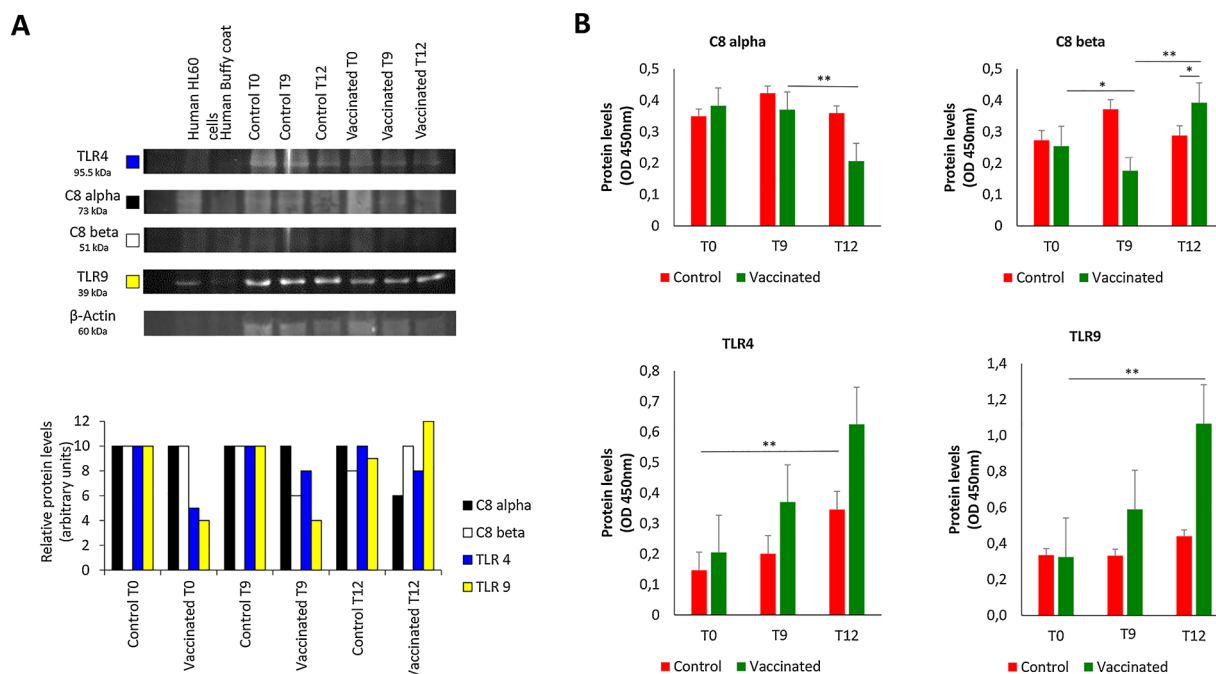 A
Human HL60
cells
Human Buffy coat
Control T0
Control T9
Control T12
Vaccinated T0
Vaccinated T9
Vaccinated T12
TLR4
95.5 kDa
C8 alpha
73 kDa
C8 beta
51 kDa
TLR9
39 kDa
β-Actin
60 kDa
Relative protein levels
(arbitrary units)
12
10
8
6
4
2
0
Control T0
Vaccinated T0
Control T9
Vaccinated T9
Control T12
Vaccinated T12
C8 alpha
C8 beta
TLR 4
TLR 9
B
C8 alpha
Protein levels
(OD 450nm)
0,5
0,4
0,3
0,2
0,1
0
**
T0 T9 T12
Control Vaccinated
C8 beta
Protein levels
(OD 450nm)
0,5
0,4
0,3
0,2
0,1
0
**
*
*
T0 T9 T12
Control Vaccinated
TLR4
Protein levels
(OD 450nm)
0,8
0,7
0,6
0,5
0,4
0,3
0,2
0,1
0
**
T0 T9 T12
Control Vaccinated
TLR9
Protein levels
(OD 450nm)
1,4
1,2
1,0
0,8
0,6
0,4
0,2
0,0
**
T0 T9 T12
Control Vaccinated